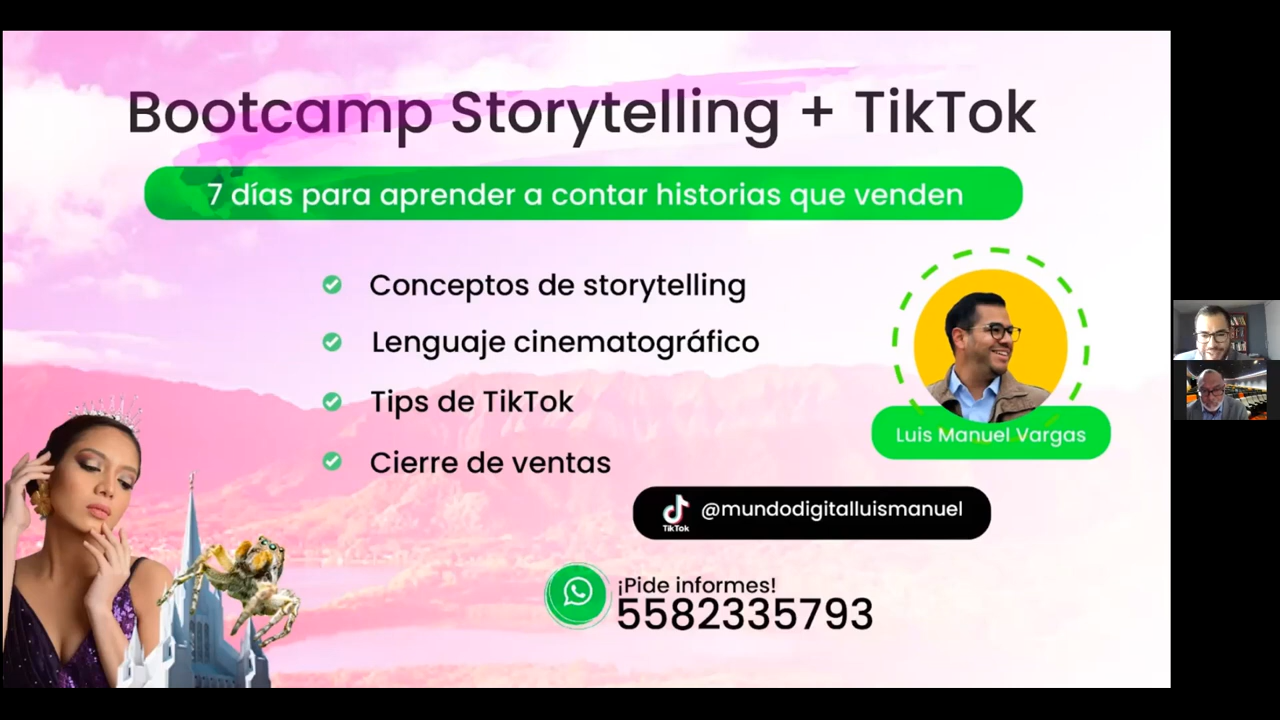 Bootcamp Storytelling + TikTok
7 días para aprender a contar historias que venden
Conceptos de storytelling
Lenguaje cinematográfico
Tips de TikTok
Cierre de ventas
Luis Manuel Vargas
TikTok
@mundodigitalluismanuel
¡Pide informes!
5582335793